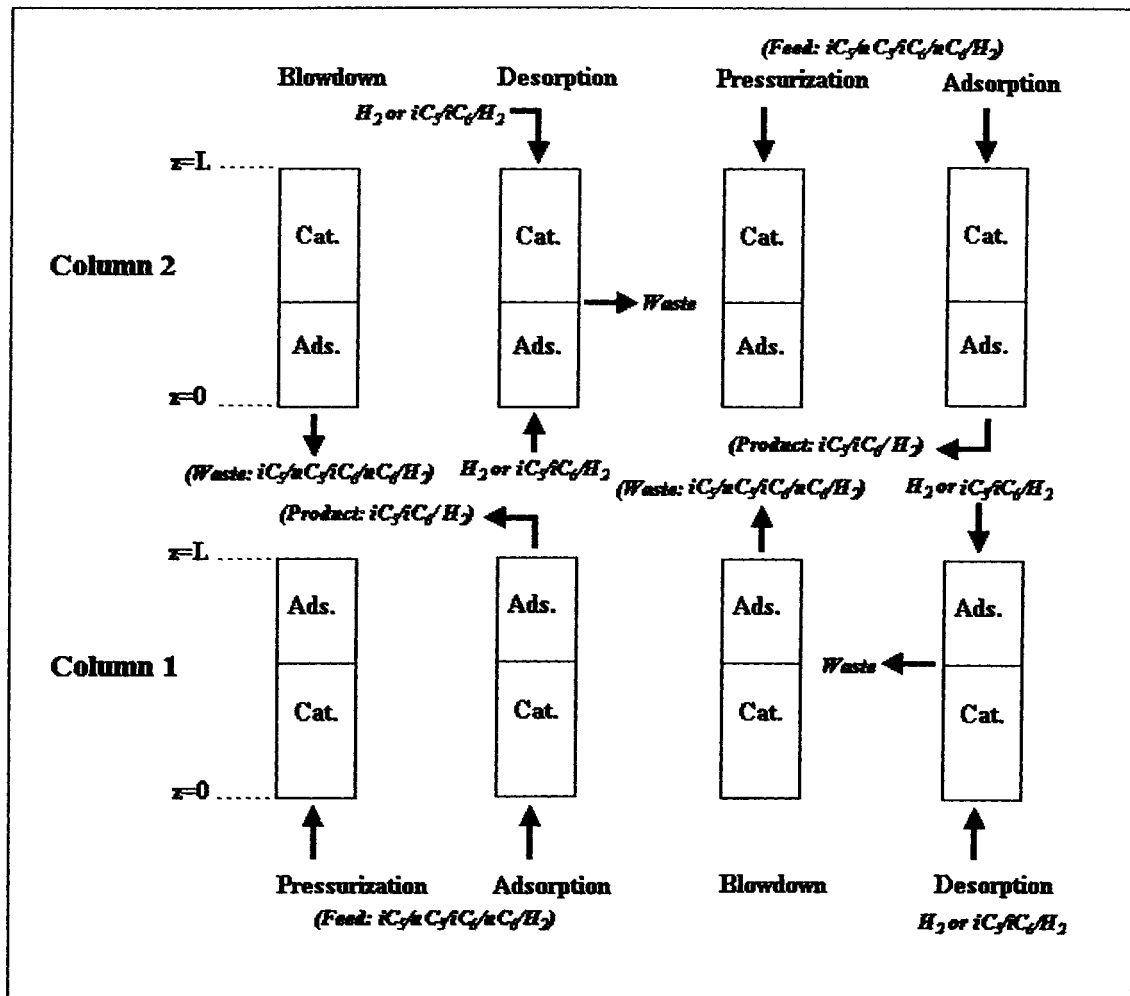 (Feed: iC5/nC5/iC6/nC6/H2)
Blowdown Desorption Pressurization Adsorption
H2 or iC5/iC6/H2
z=L
Cat. Cat. Cat. Cat.
Column 2
Waste
Ads. Ads. Ads. Ads.
z=0
(Product: iC5/iC6/H2)
(Waste: iC5/nC5/iC6/nC6/H2) H2 or iC5/iC6/H2 (Waste: iC5/nC5/iC6/nC6/H2) H2 or iC5/iC6/H2
(Product: iC5/iC6/H2)
z=L
Ads. Ads. Ads. Ads.
Column 1
Waste
Cat. Cat. Cat. Cat.
z=0
Pressurization Adsorption Blowdown Desorption
(Feed: iC5/nC5/iC6/nC6/H2) H2 or iC5/iC6/H2